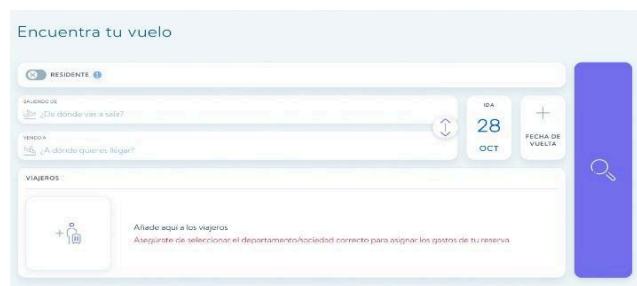 Encuentra tu vuelo
RESIDENTE
SALIENDO DE
¿De dónde vas a salir?
YENDO A
¿A dónde quieres llegar?
IDA
28
OCT
+
FECHA DE
VUELTA
VIAJEROS
+
Añade aquí a los viajeros
Asegúrate de seleccionar el departamento/sociedad correcto para asignar los gastos de tu reserva